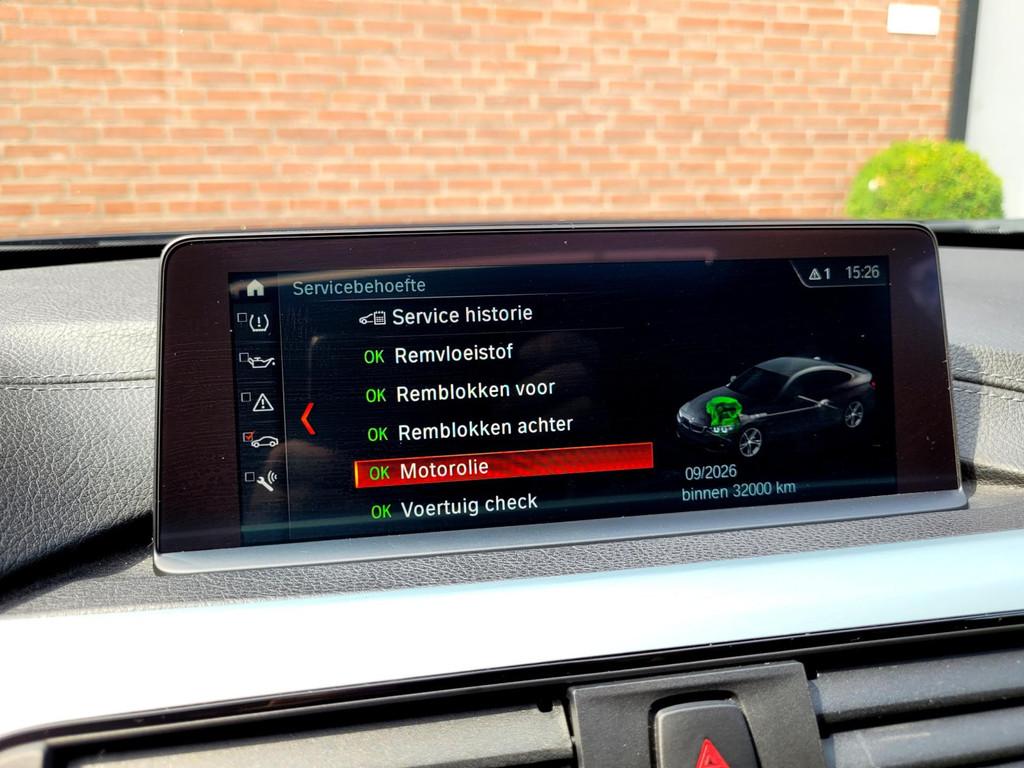 Servicebehoefte
1 15:26
Service historie
OK Remvloeistof
OK Remblokken voor
OK Remblokken achter
OK Motorolie
OK Voertuig check
09/2026
binnen 32000 km